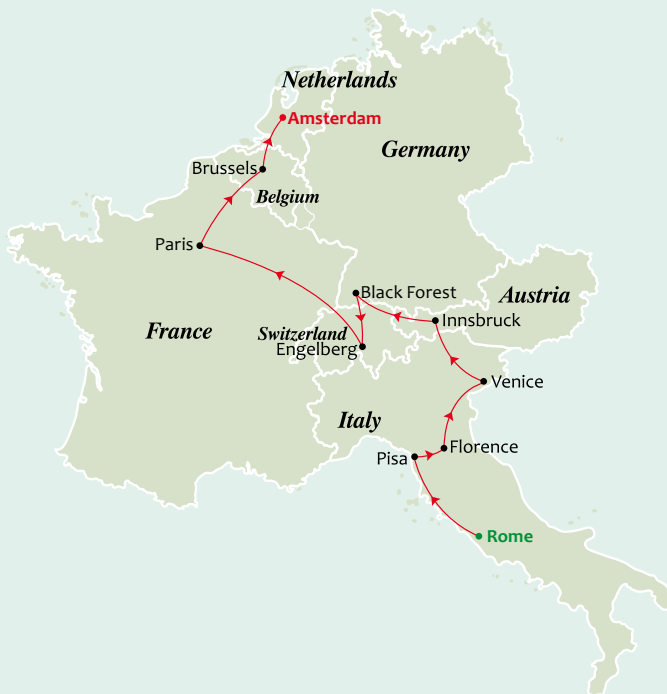 Netherlands
Amsterdam
Germany
Brussels
Belgium
Paris
Black Forest
Austria
Innsbruck
France
Switzerland
Engelberg
Venice
Italy
Florence
Pisa
Rome